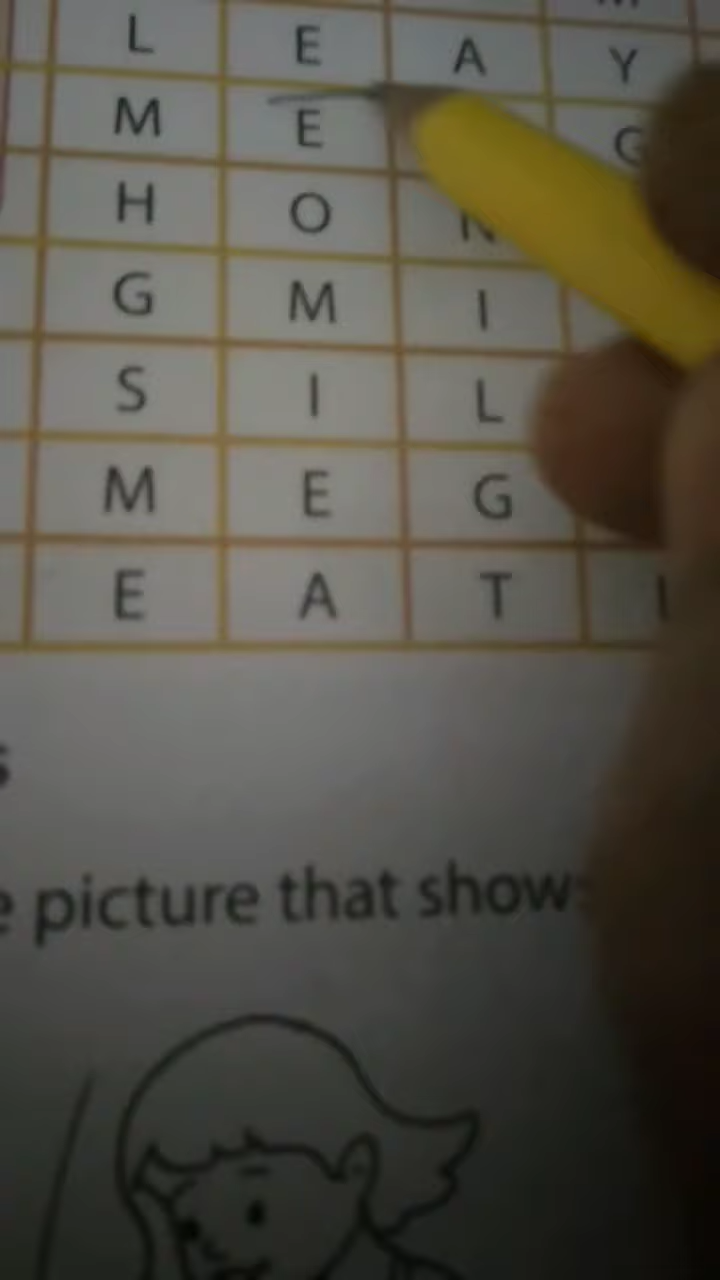 L E A Y
M E G
H O N
G M I
S I L
M E G
E A T
picture that show